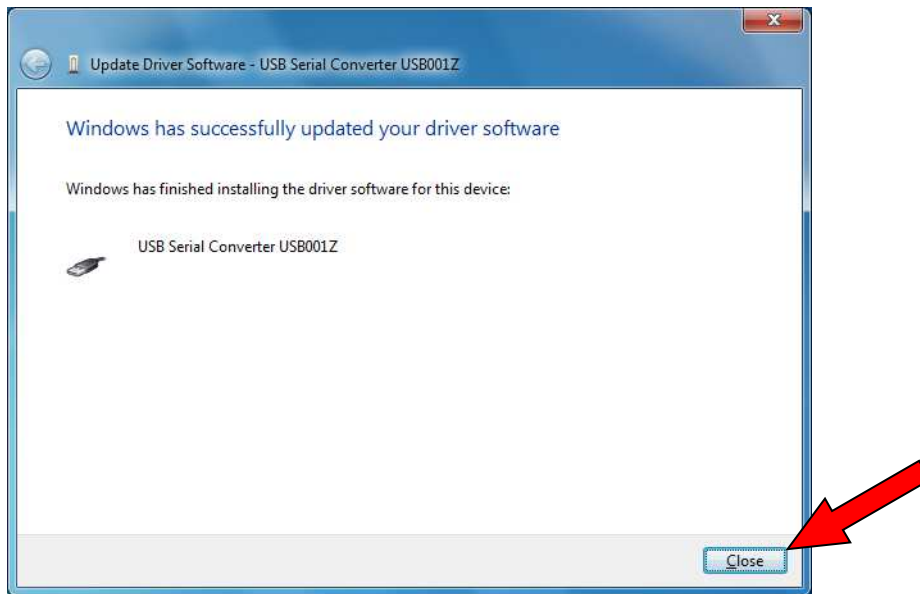 Update Driver Software - USB Serial Converter USB001Z
Windows has successfully updated your driver software
Windows has finished installing the driver software for this device:
USB Serial Converter USB001Z
Close